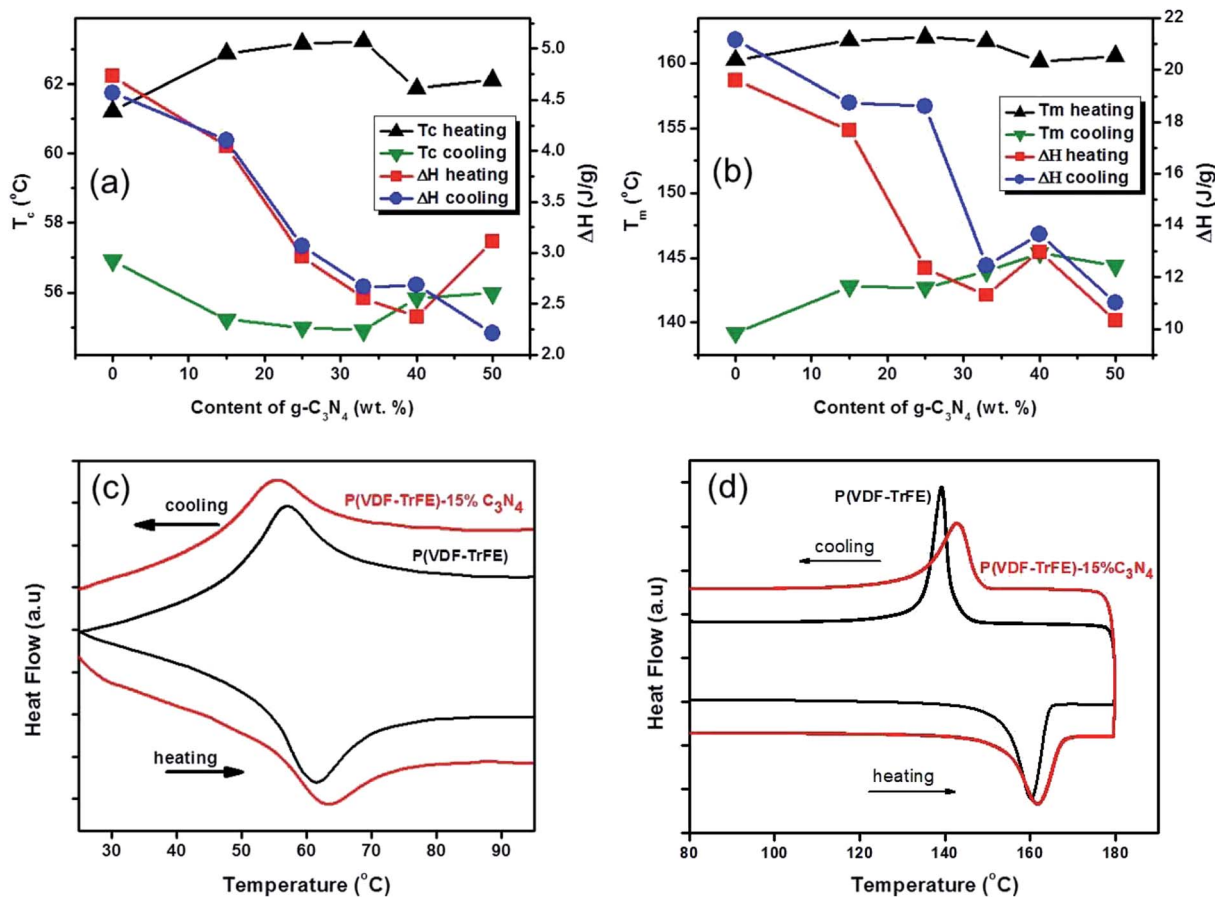 (a)
T_c (°C)
62
60
58
56
5.0
4.5
4.0
3.5
3.0
2.5
2.0
ΔH (J/g)
Tc heating
Tc cooling
ΔH heating
ΔH cooling
0 10 20 30 40 50
Content of g-C₃N₄ (wt. %)
(b)
T_m (°C)
160
155
150
145
140
22
20
18
16
14
12
10
ΔH (J/g)
Tm heating
Tm cooling
ΔH heating
ΔH cooling
0 10 20 30 40 50
Content of g-C₃N₄ (wt. %)
(c)
Heat Flow (a.u)
cooling
P(VDF-TrFE)-15% C₃N₄
P(VDF-TrFE)
heating
30 40 50 60 70 80 90
Temperature (°C)
(d)
Heat Flow (a.u)
P(VDF-TrFE)
cooling
P(VDF-TrFE)-15%C₃N₄
heating
80 100 120 140 160 180
Temperature (°C)